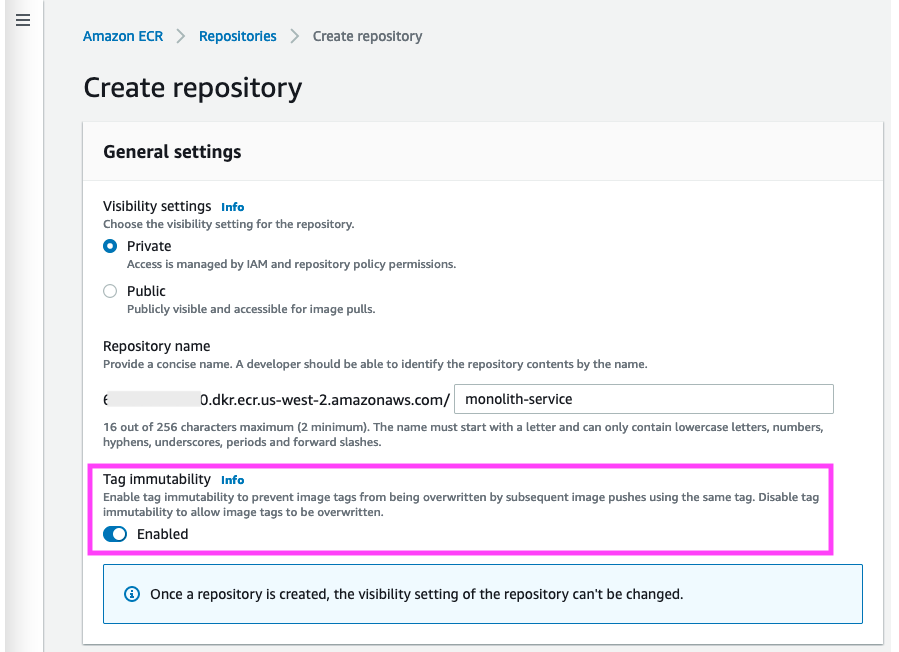 Amazon ECR > Repositories > Create repository
Create repository
General settings
Visibility settings Info
Choose the visibility setting for the repository.
Private
Access is managed by IAM and repository policy permissions.
Public
Publicly visible and accessible for image pulls.
Repository name
Provide a concise name. A developer should be able to identify the repository contents by the name.
0.dkr.ecr.us-west-2.amazonaws.com/ monolith-service
16 out of 256 characters maximum (2 minimum). The name must start with a letter and can only contain lowercase letters, numbers,
hyphens, underscores, periods and forward slashes.
Tag immutability Info
Enable tag immutability to prevent image tags from being overwritten by subsequent image pushes using the same tag. Disable tag
immutability to allow image tags to be overwritten.
Enabled
Once a repository is created, the visibility setting of the repository can't be changed.